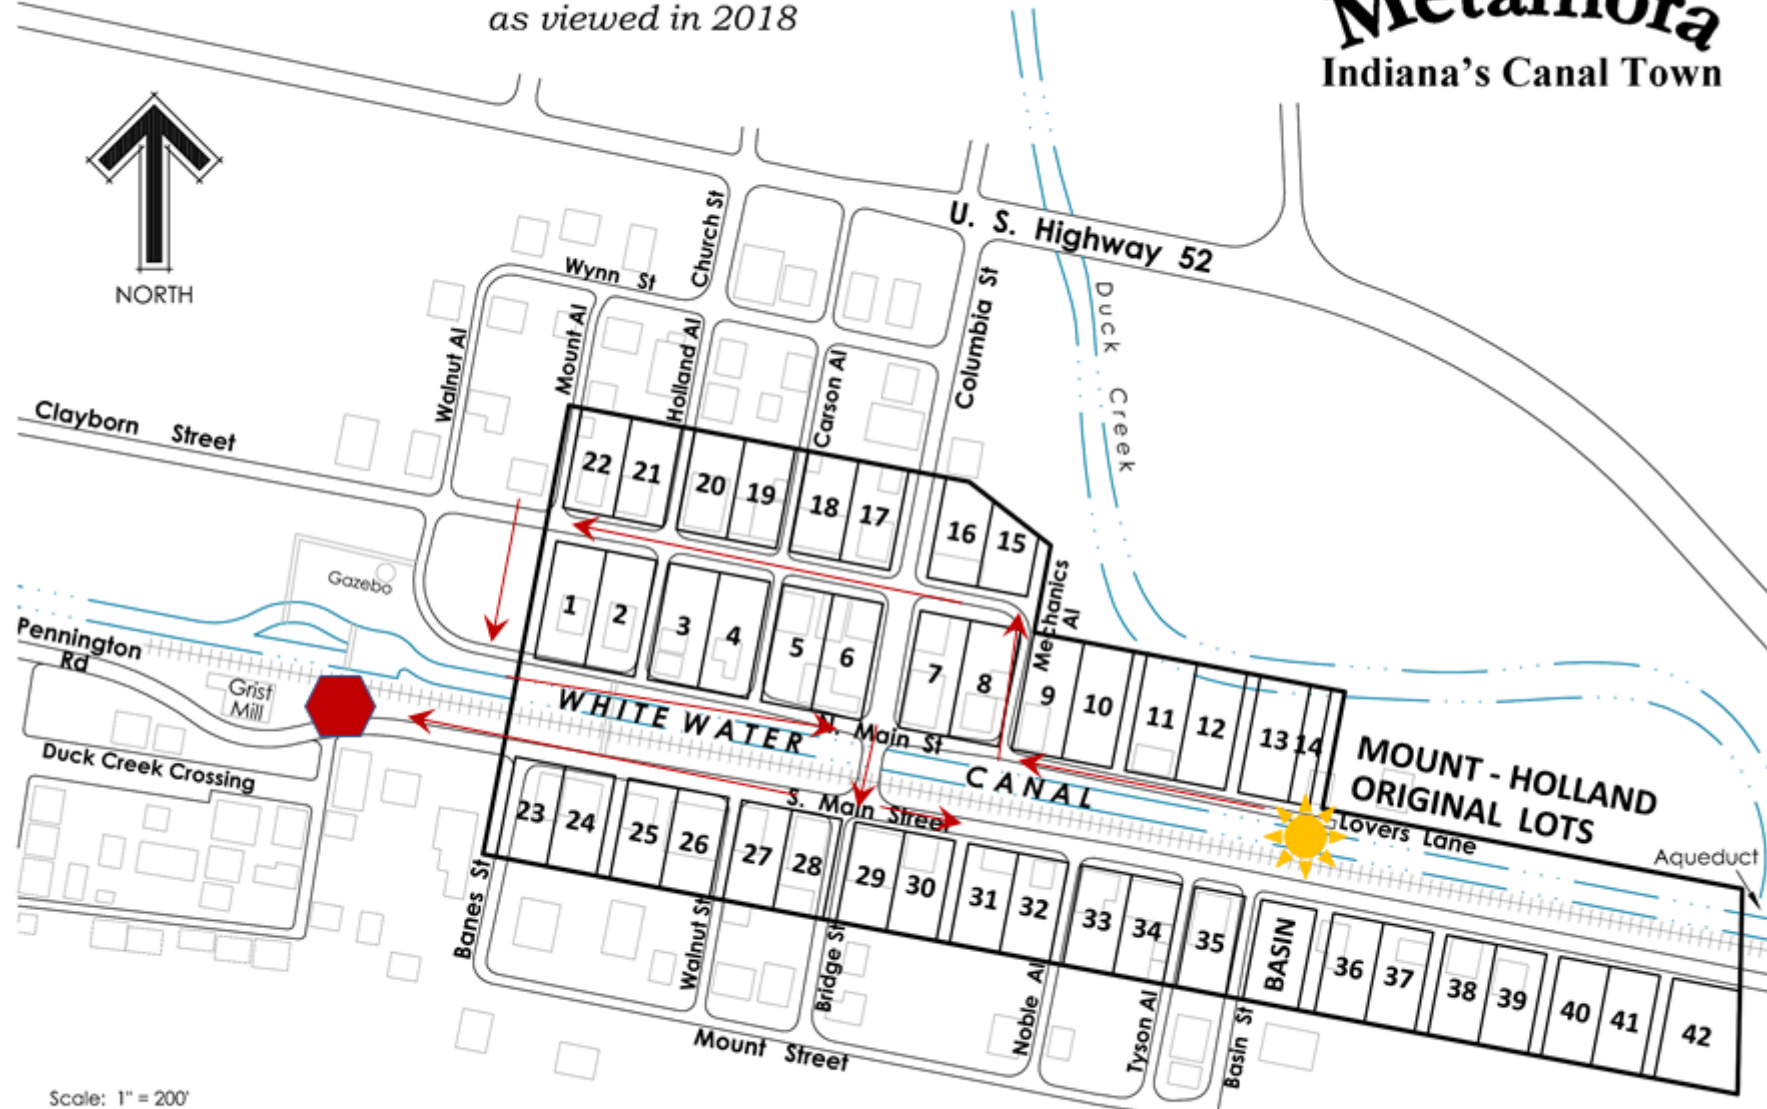 as viewed in 2018
Metamora
Indiana's Canal Town
NORTH
U. S. Highway 52
Church St
Wynn St
Columbia St
Duck Creek
Walnut Al
Mount Al
Holland Al
Carson Al
Clayborn Street
22
21
20
19
18
17
16
15
Mechanics Al
Gazebo
1
2
3
4
5
6
7
8
9
10
11
12
13
14
Pennington Rd
Grist Mill
WHITE WATER
N. Main St
CANAL
MOUNT - HOLLAND
ORIGINAL LOTS
Duck Creek Crossing
S. Main Street
Lovers Lane
Aqueduct
23
24
25
26
27
28
29
30
31
32
33
34
35
BASIN
36
37
38
39
40
41
42
Banes St
Walnut St
Bridge St
Noble Al
Tyson Al
Basin St
Mount Street
Scale: 1" = 200'